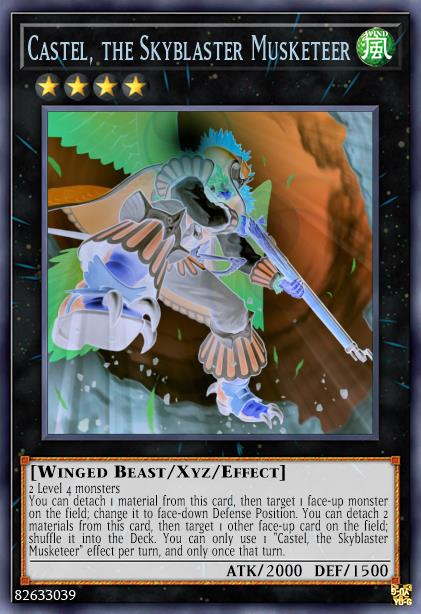 CASTEL, THE SKYBLASTER MUSKETEER
WIND
風
[WINGED BEAST/XYZ/EFFECT]
2 Level 4 monsters
You can detach 1 material from this card, then target 1 face-up monster
on the field; change it to face-down Defense Position. You can detach 2
materials from this card, then target 1 other face-up card on the field;
shuffle it into the Deck. You can only use 1 "Castel, the Skyblaster
Musketeer" effect per turn, and only once that turn.
ATK/2000 DEF/1500
82633039